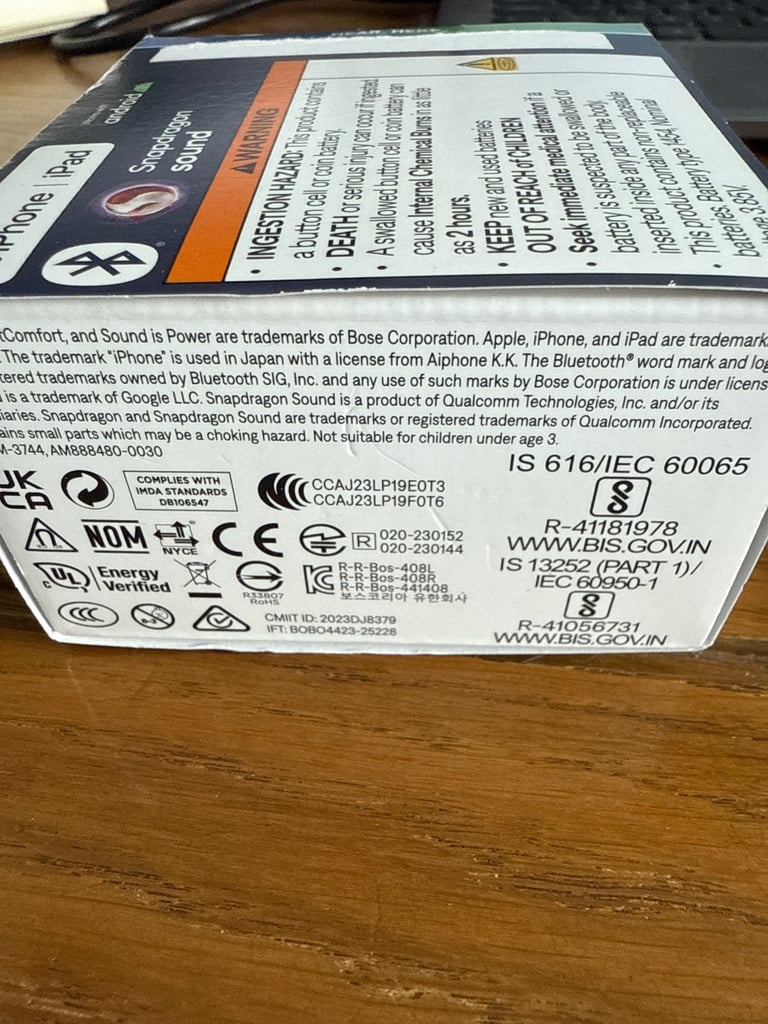 iPhone | iPad
android
Snapdragon
sound
WARNING
• INGESTION HAZARD: This product contains
a button cell or coin battery.
• DEATH or serious injury can occur if ingested.
• A swallowed button cell or coin battery can
cause Internal Chemical Burns in as little
as 2 hours.
• KEEP new and used batteries
OUT OF REACH of CHILDREN
• Seek immediate medical attention if a
battery is suspected to be swallowed or
inserted inside any part of the body.
• This product contains non-replaceable
batteries. Battery type 1454. Nominal
3.83V.
Comfort, and Sound is Power are trademarks of Bose Corporation. Apple, iPhone, and iPad are trademark
. The trademark "iPhone" is used in Japan with a license from Aiphone K.K. The Bluetooth® word mark and log
tered trademarks owned by Bluetooth SIG, Inc. and any use of such marks by Bose Corporation is under licens
is a trademark of Google LLC. Snapdragon Sound is a product of Qualcomm Technologies, Inc. and/or its
iaries. Snapdragon and Snapdragon Sound are trademarks or registered trademarks of Qualcomm Incorporated.
ains small parts which may be a choking hazard. Not suitable for children under age 3.
M-3744, AM888480-0030
UK
CA
COMPLIES WITH
IMDA STANDARDS
DB106547
CCAJ23LP19E0T3
CCAJ23LP19F0T6
NOM
NYCE
CE
R
020-230152
020-230144
c UL Energy
Verified
R33B07
RoHS
R-R-Bos-408L
R-R-Bos-408R
R-R-Bos-441408
보스코리아 유한회사
CCC
0-3
CMIIT ID: 2023DJ8379
IFT: BOBO4423-25228
IS 616/IEC 60065
R-41181978
WWW.BIS.GOV.IN
IS 13252 (PART 1)/
IEC 60950-1
R-41056731
WWW.BIS.GOV.IN